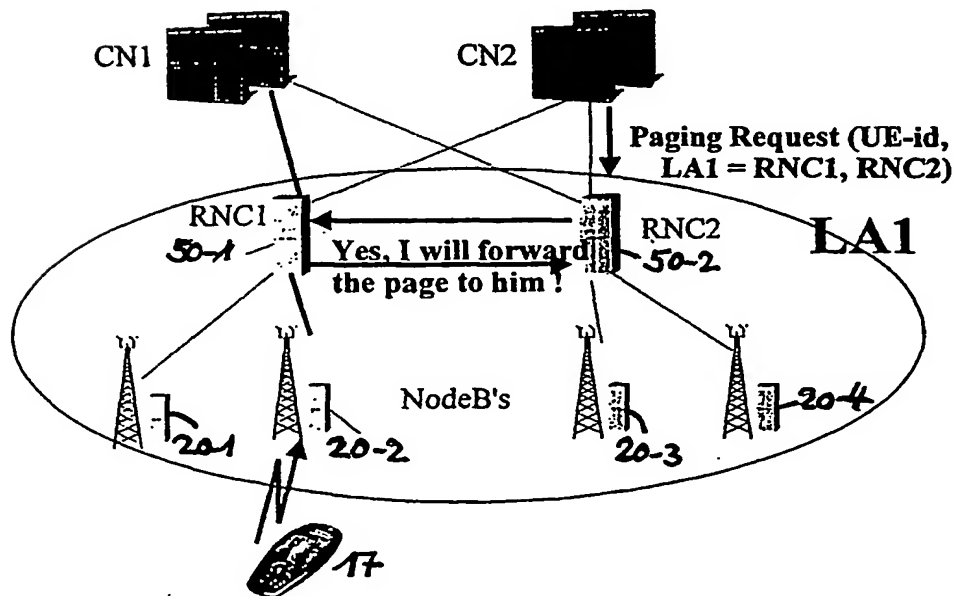 CN1
CN2
Paging Request (UE-id,
LA1 = RNC1, RNC2)
RNC1
RNC2
LA1
50-1
Yes, I will forward
50-2
the page to him !
NodeB's
20-1
20-2
20-3
20-4
17